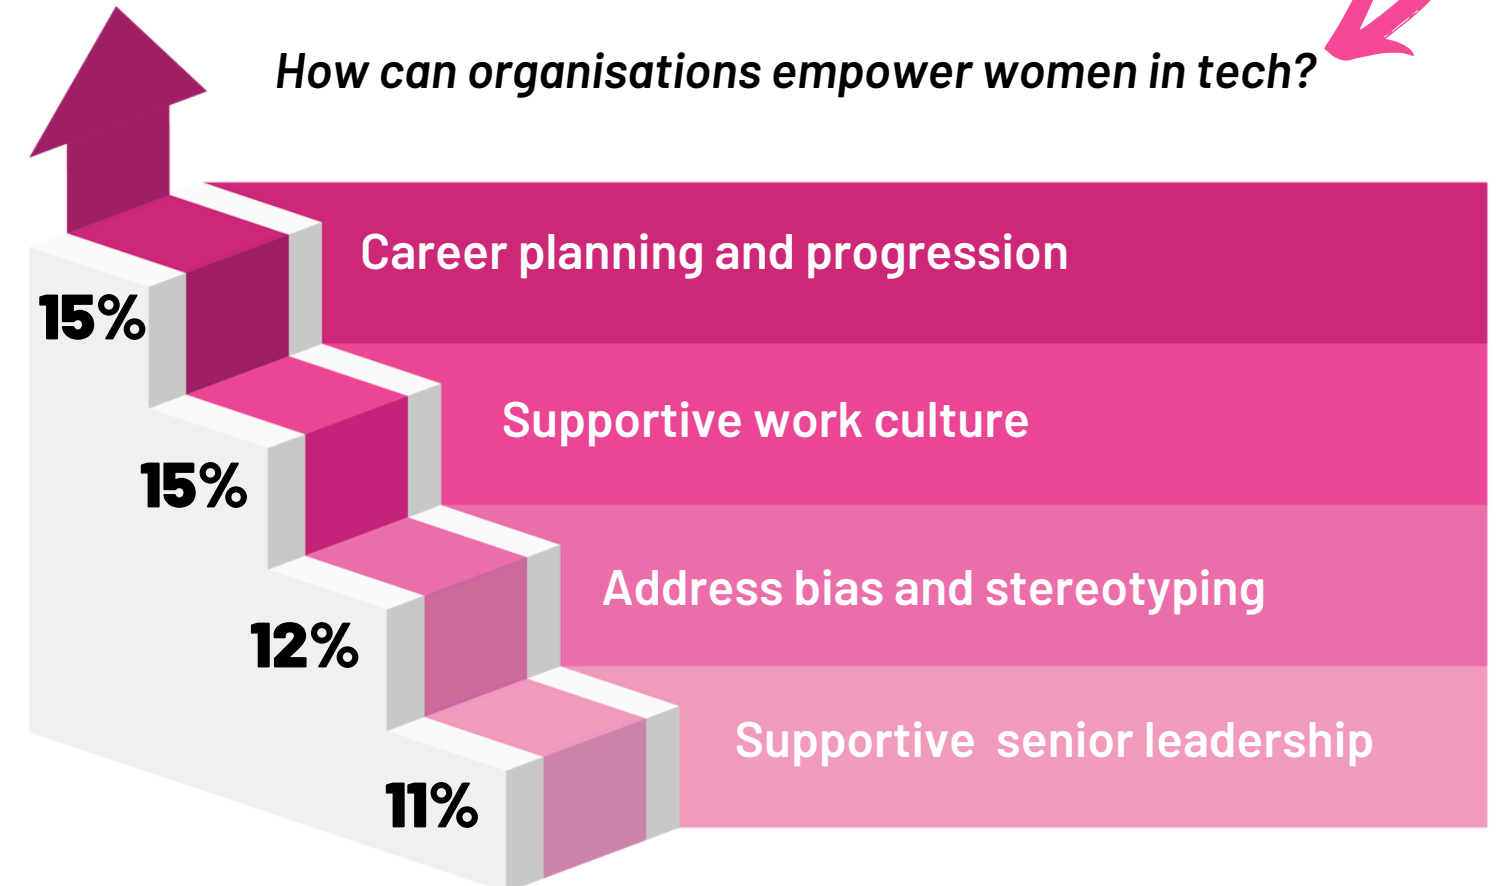 How can organisations empower women in tech?
Career planning and progression
15%
Supportive work culture
15%
Address bias and stereotyping
12%
Supportive senior leadership
11%